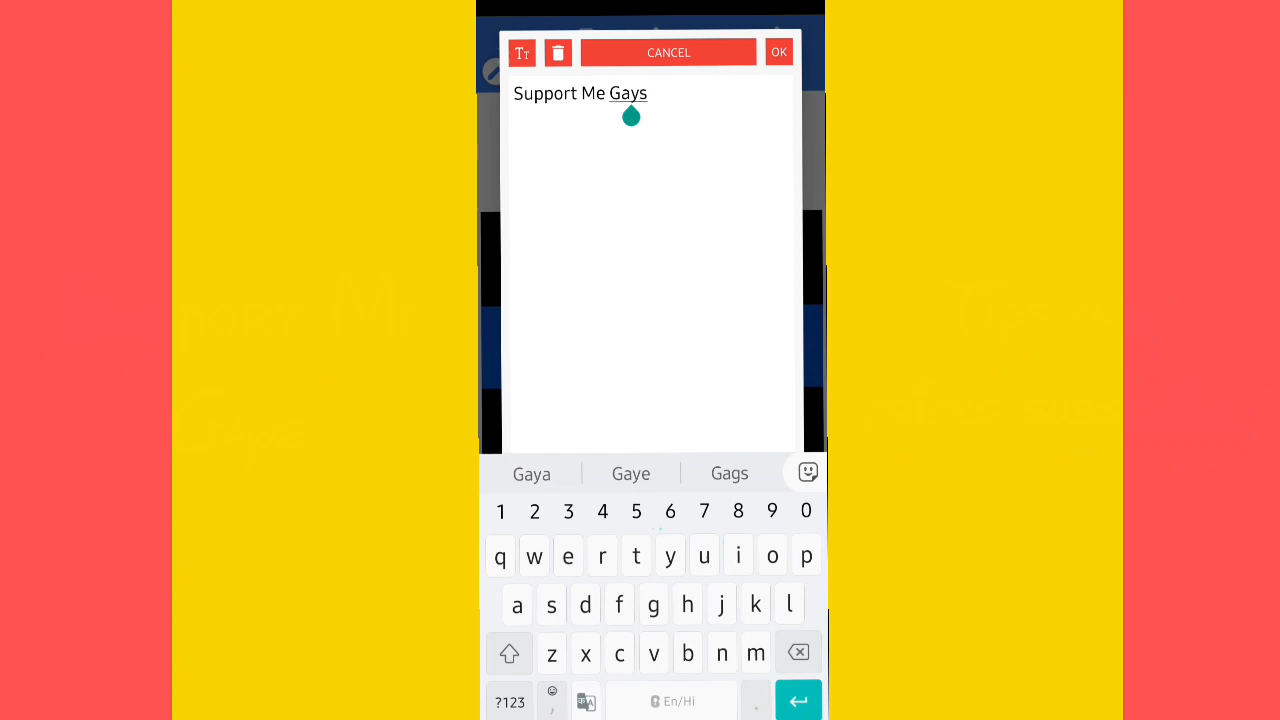 TT
CANCEL
OK
Support Me Gays
Gaya
Gaye
Gags
1 2 3 4 5 6 7 8 9 0
q w e r t y u i o p
a s d f g h j k l
z x c v b n m
?123 , En/Hi .